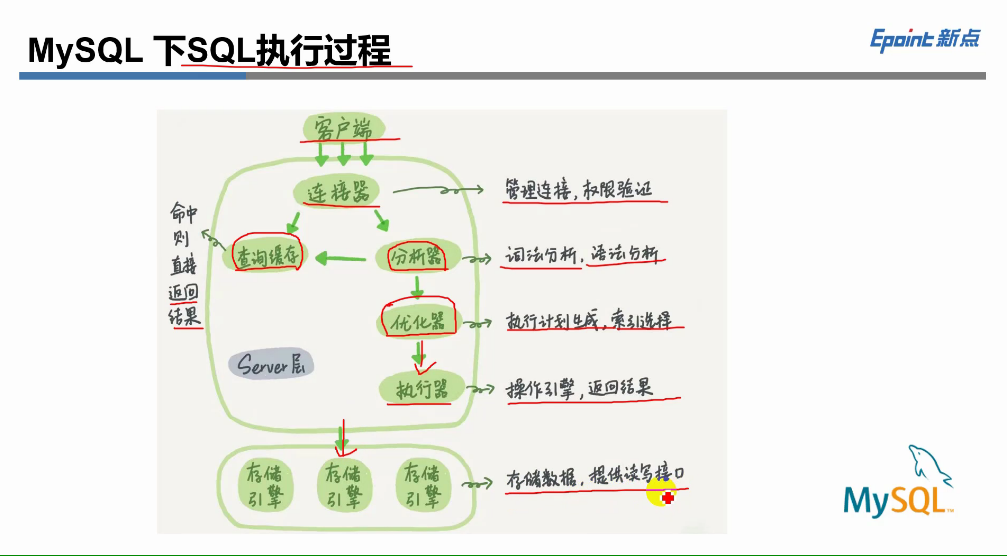 MySQL 下SQL执行过程
Epoint 新点
客户端
连接器
管理连接，权限验证
命中
则
直接
返回
结果
查询缓存
分析器
词法分析，语法分析
优化器
执行计划生成，索引选择
Server层
执行器
操作引擎，返回结果
存储
引擎
存储
引擎
存储
引擎
存储数据，提供读写接口
MySQL™